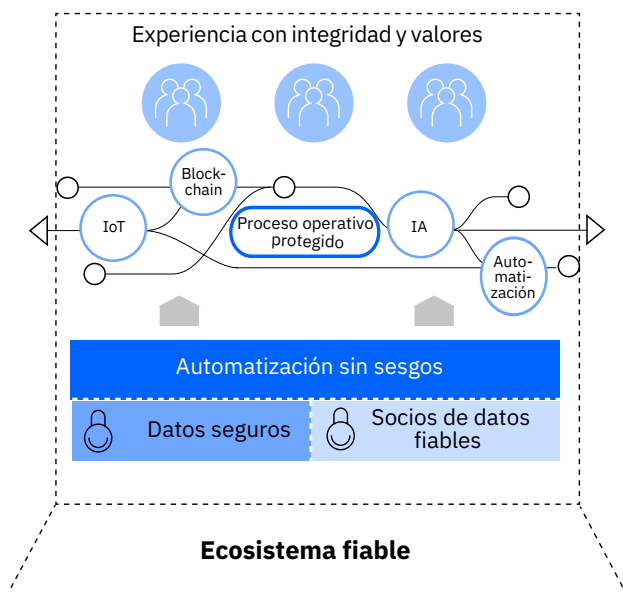 Experiencia con integridad y valores
Block-
chain
IoT
Proceso operativo
protegido
IA
Auto-
mati-
zación
Automatización sin sesgos
Datos seguros
Socios de datos
fiables
Ecosistema fiable